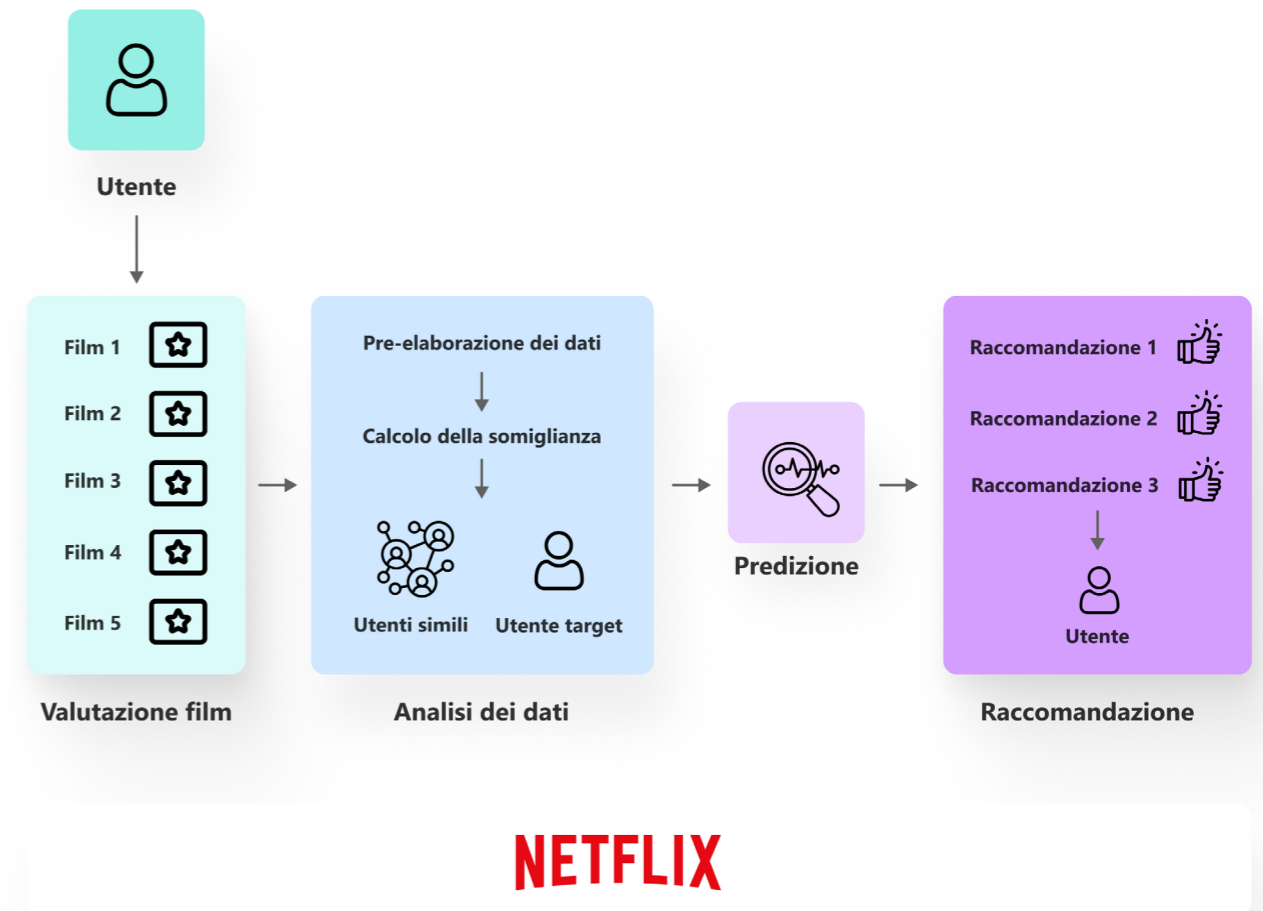 Utente
Film 1
Film 2
Film 3
Film 4
Film 5
Valutazione film
Pre-elaborazione dei dati
Calcolo della somiglianza
Utenti simili
Utente target
Analisi dei dati
Predizione
Raccomandazione 1
Raccomandazione 2
Raccomandazione 3
Utente
Raccomandazione
NETFLIX